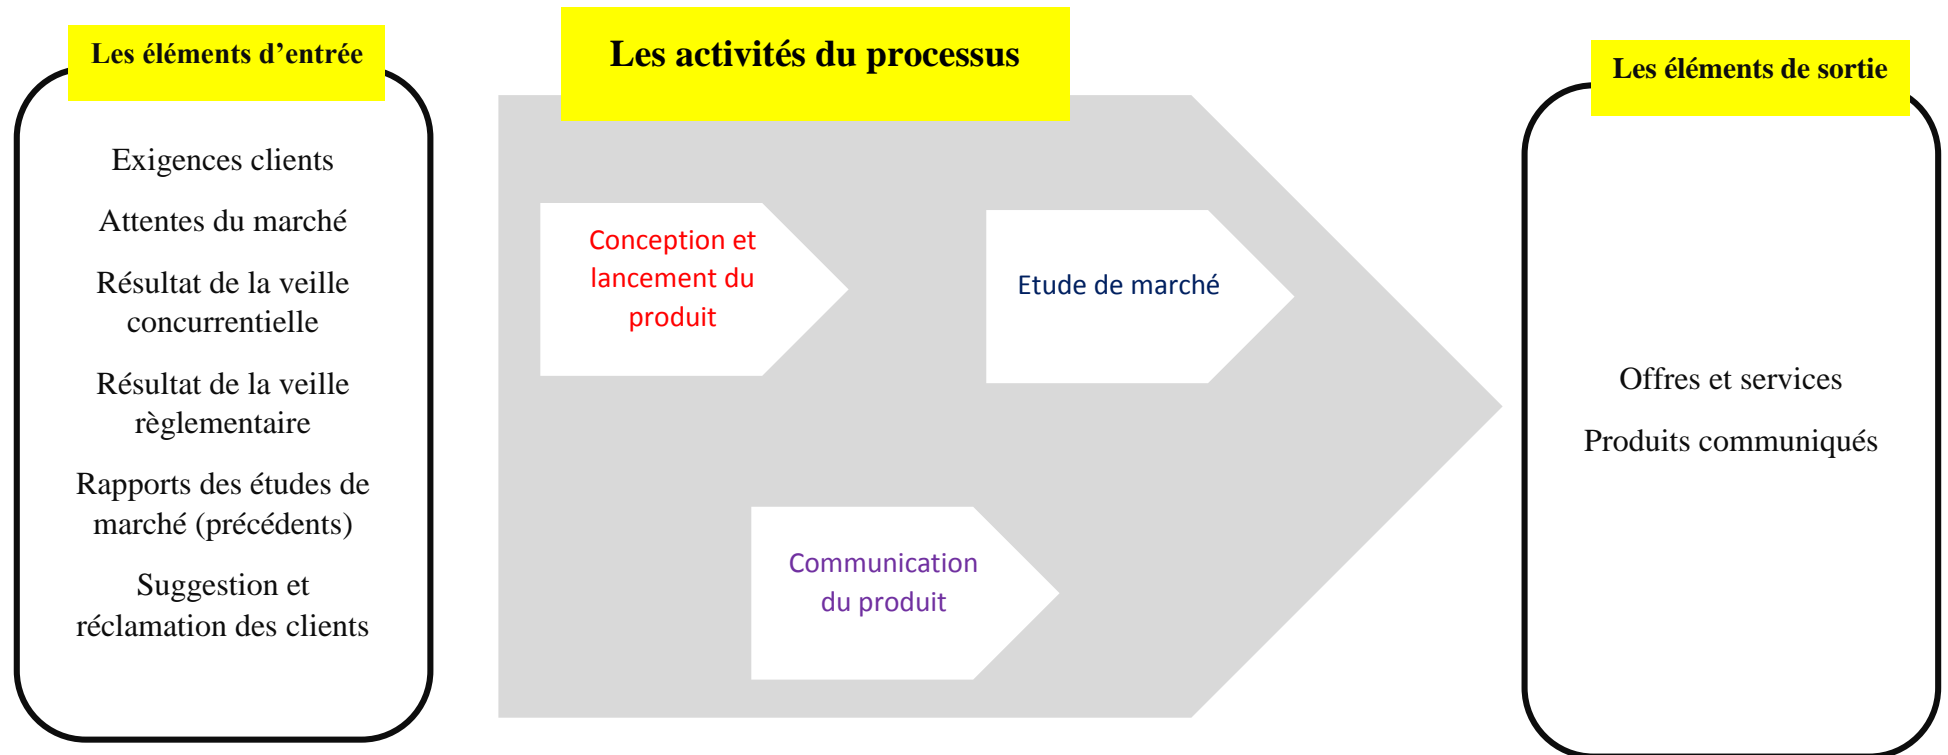 Les éléments d’entrée
Exigences clients
Attentes du marché
Résultat de la veille
concurrentielle
Résultat de la veille
règlementaire
Rapports des études de
marché (précédents)
Suggestion et
réclamation des clients
Les activités du processus
Conception et
lancement du
produit
Etude de marché
Communication
du produit
Les éléments de sortie
Offres et services
Produits communiqués